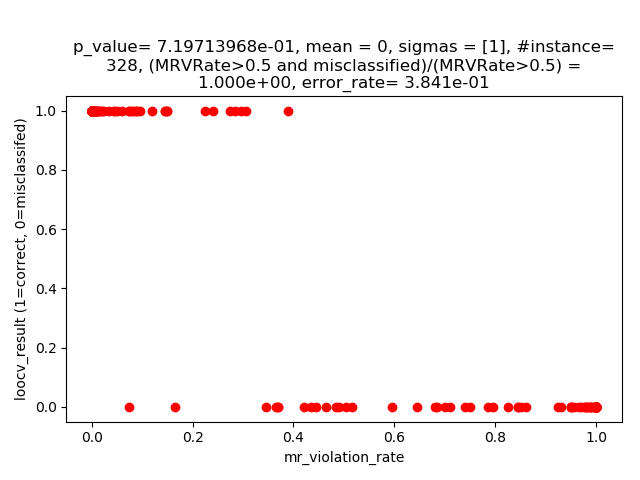 p_value= 7.19713968e-01, mean = 0, sigmas = [1], #instance=
328, (MRVRate>0.5 and misclassified)/(MRVRate>0.5) =
1.000e+00, error_rate= 3.841e-01
loocv_result (1=correct, 0=misclassifed)
1.0
0.8
0.6
0.4
0.2
0.0
0.0 0.2 0.4 0.6 0.8 1.0
mr_violation_rate